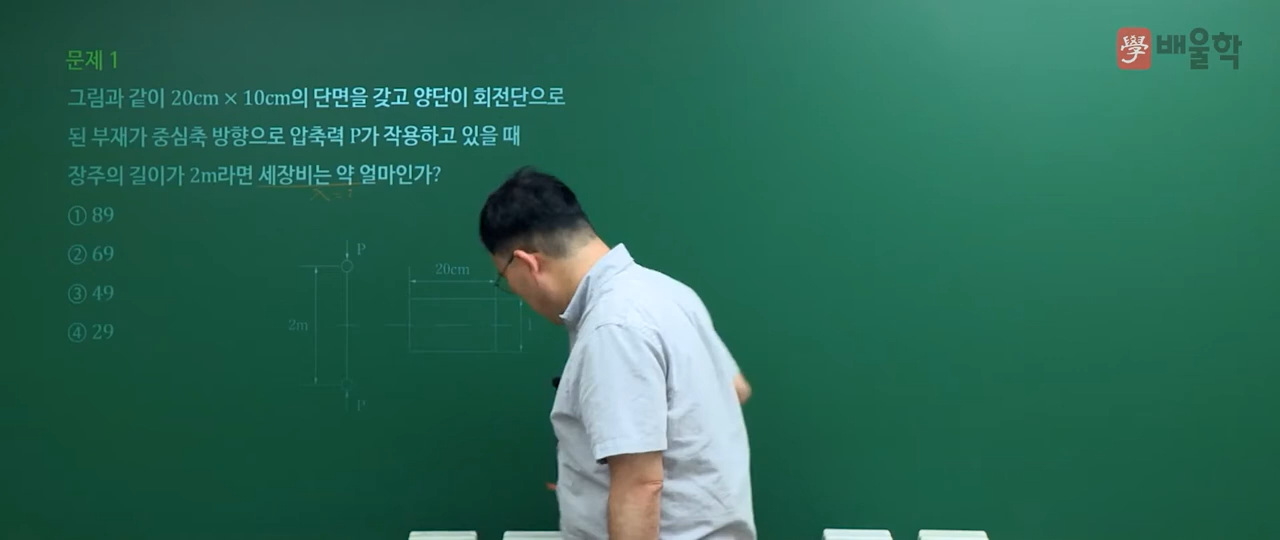 學 배울학
문제 1
그림과 같이 20cm × 10cm의 단면을 갖고 양단이 회전단으로
된 부재가 중심축 방향으로 압축력 P가 작용하고 있을 때
장주의 길이가 2m라면 세장비는 약 얼마인가?
λ = ?
① 89
② 69
③ 49
④ 29
P
20cm
2m
P